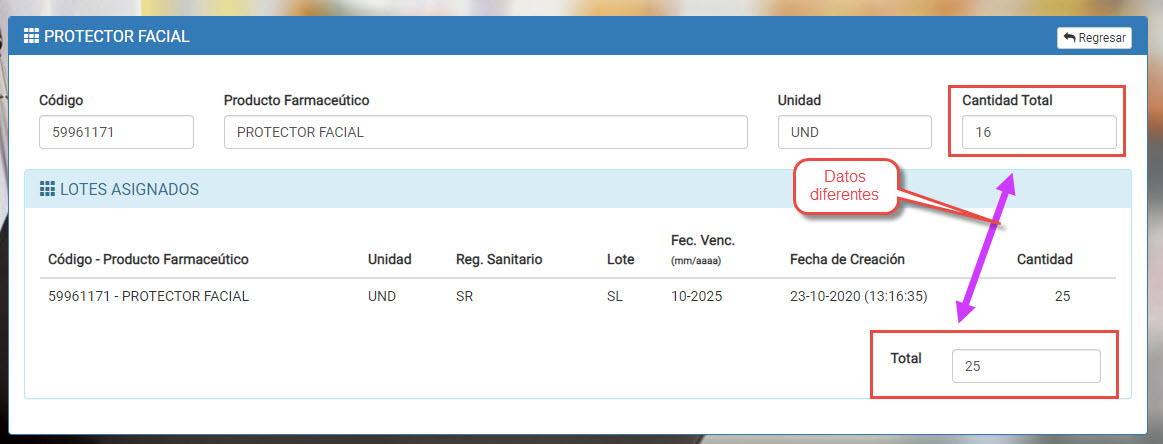 PROTECTOR FACIAL
Regresar
Código
Producto Farmaceútico
Unidad
Cantidad Total
59961171
PROTECTOR FACIAL
UND
16
LOTES ASIGNADOS
Datos
diferentes
Código - Producto Farmaceútico
Unidad
Reg. Sanitario
Lote
Fec. Venc.
(mm/aaaa)
Fecha de Creación
Cantidad
59961171 - PROTECTOR FACIAL
UND
SR
SL
10-2025
23-10-2020 (13:16:35)
25
Total
25